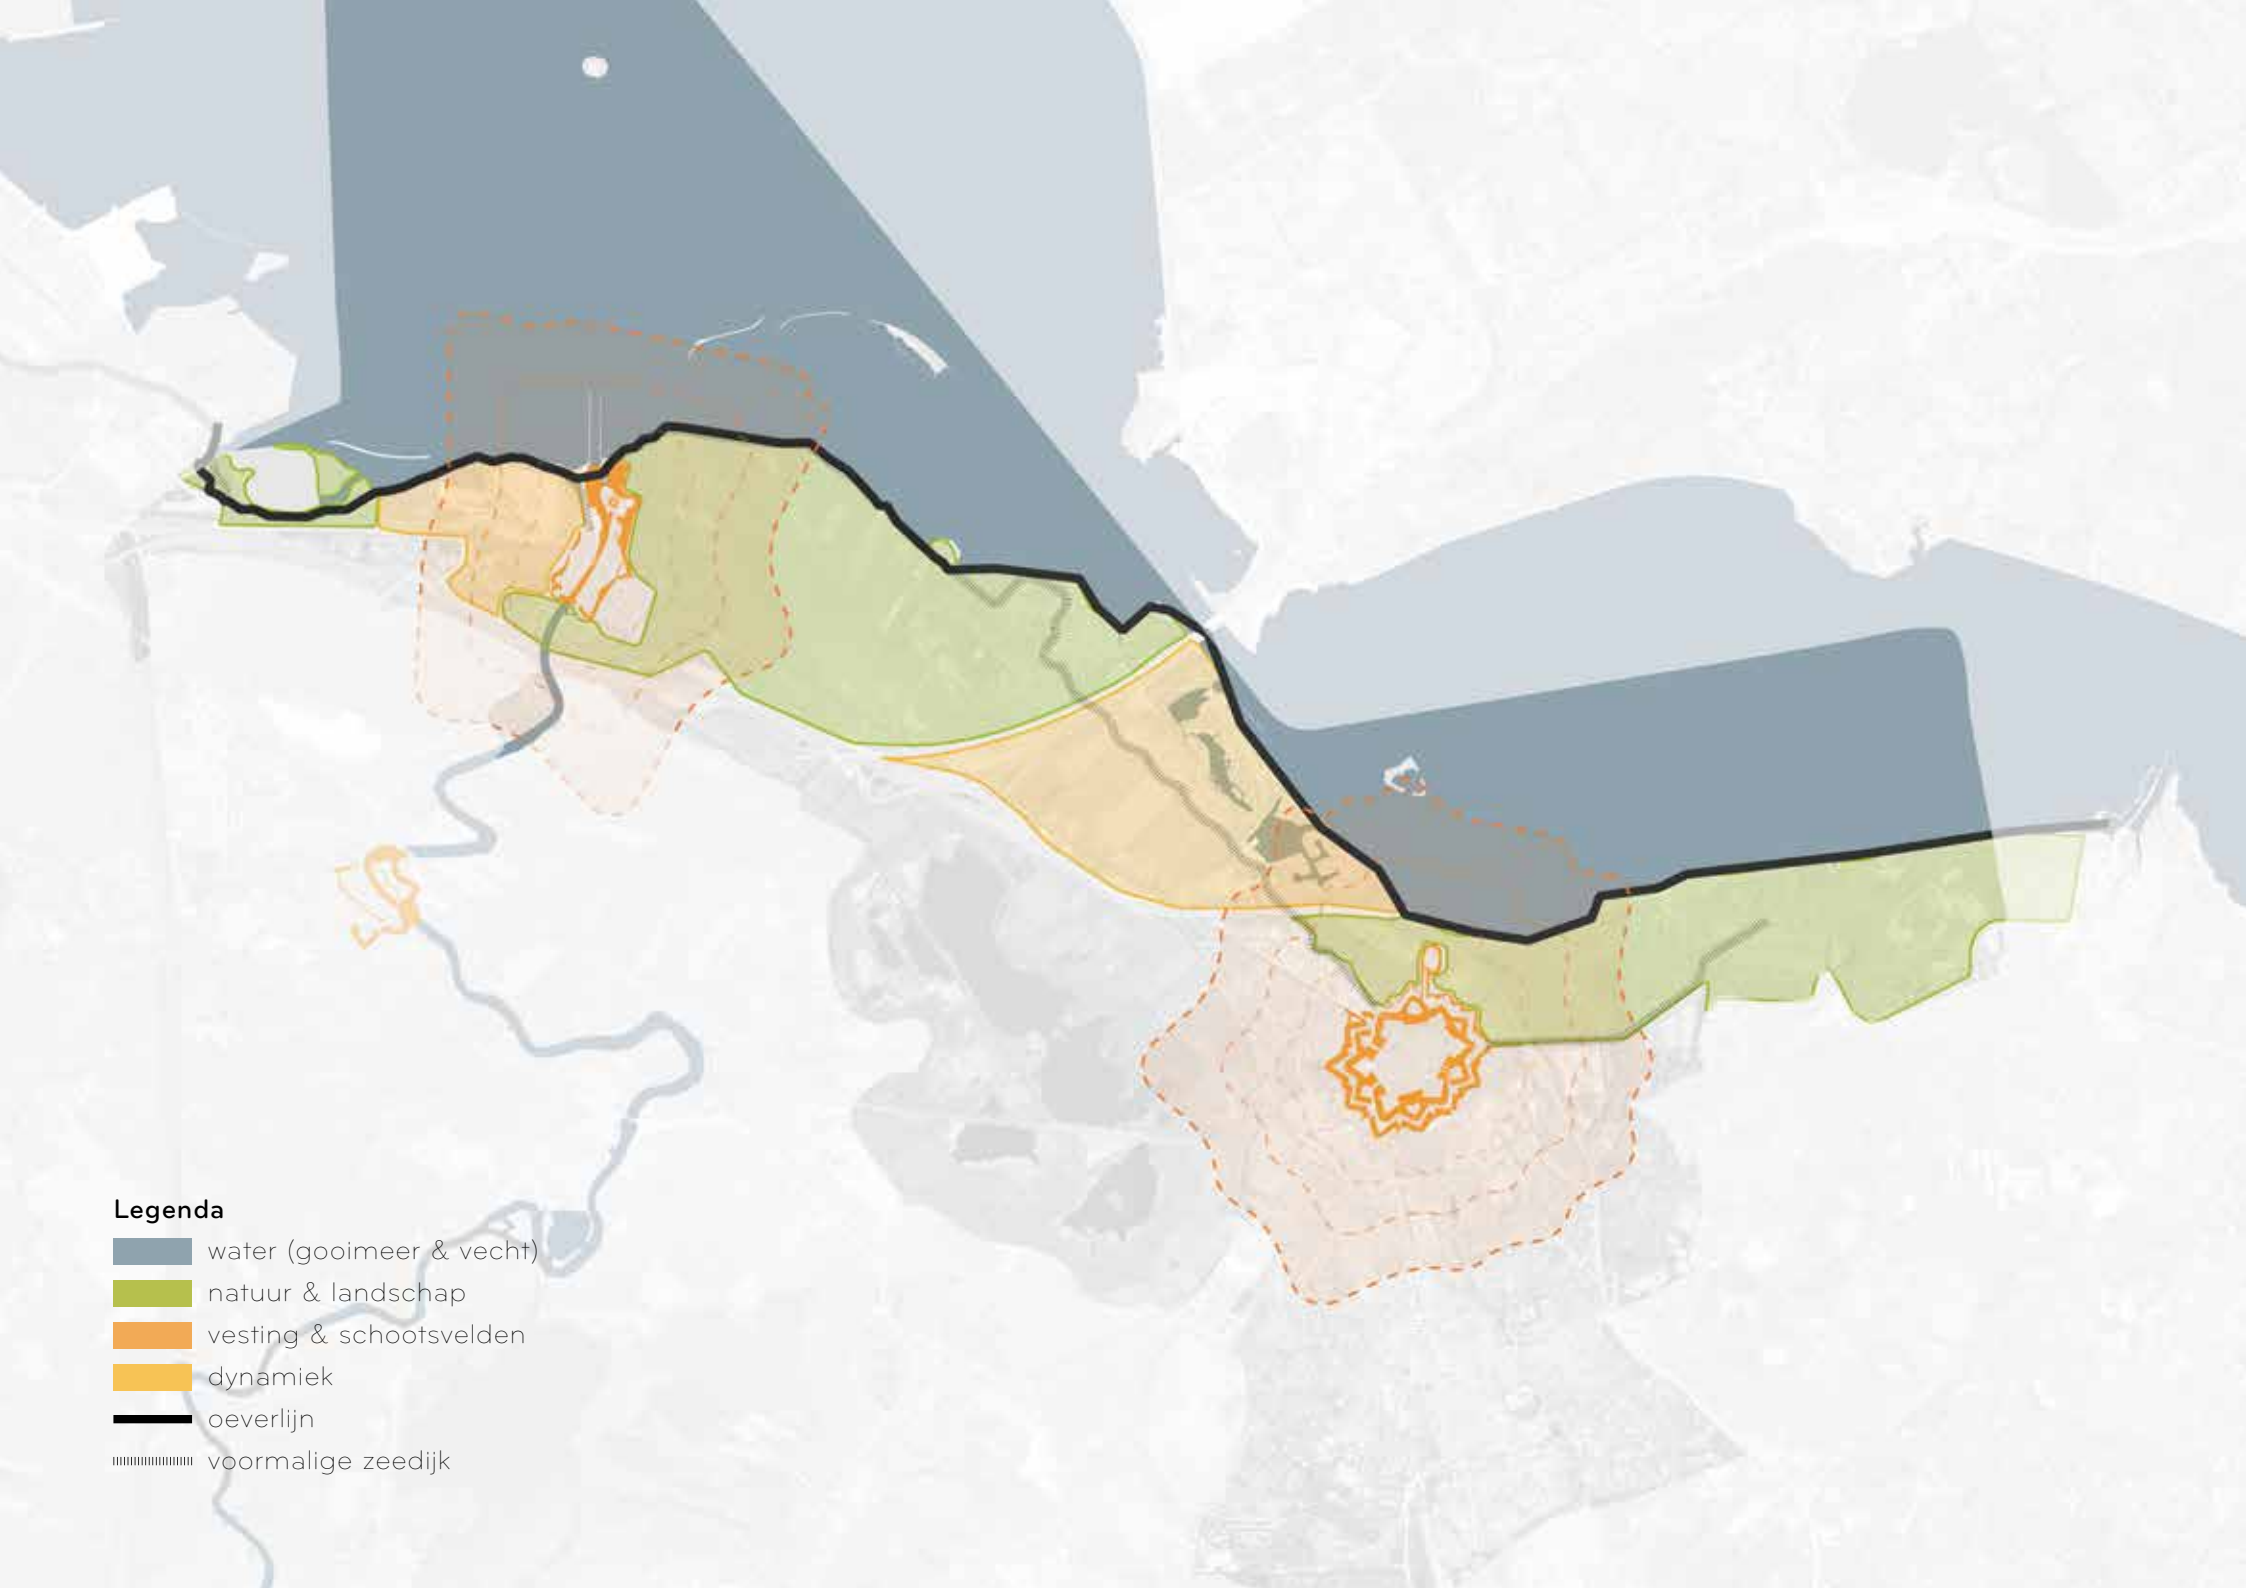 Legenda
water (gooimeer & vecht)
natuur & landschap
vesting & schootsvelden
dynamiek
oeverlijn
voormalige zeedijk